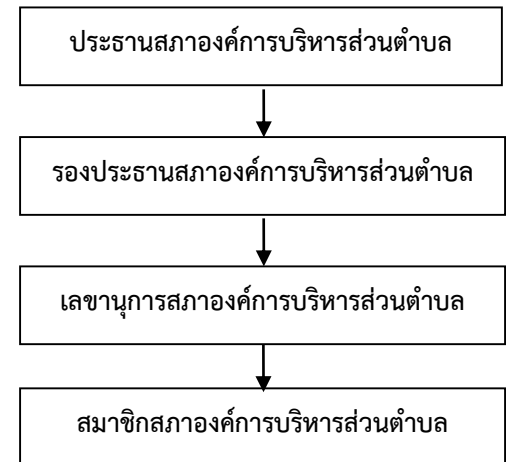 ประธานสภาองค์การบริหารส่วนตำบล
รองประธานสภาองค์การบริหารส่วนตำบล
เลขานุการสภาองค์การบริหารส่วนตำบล
สมาชิกสภาองค์การบริหารส่วนตำบล